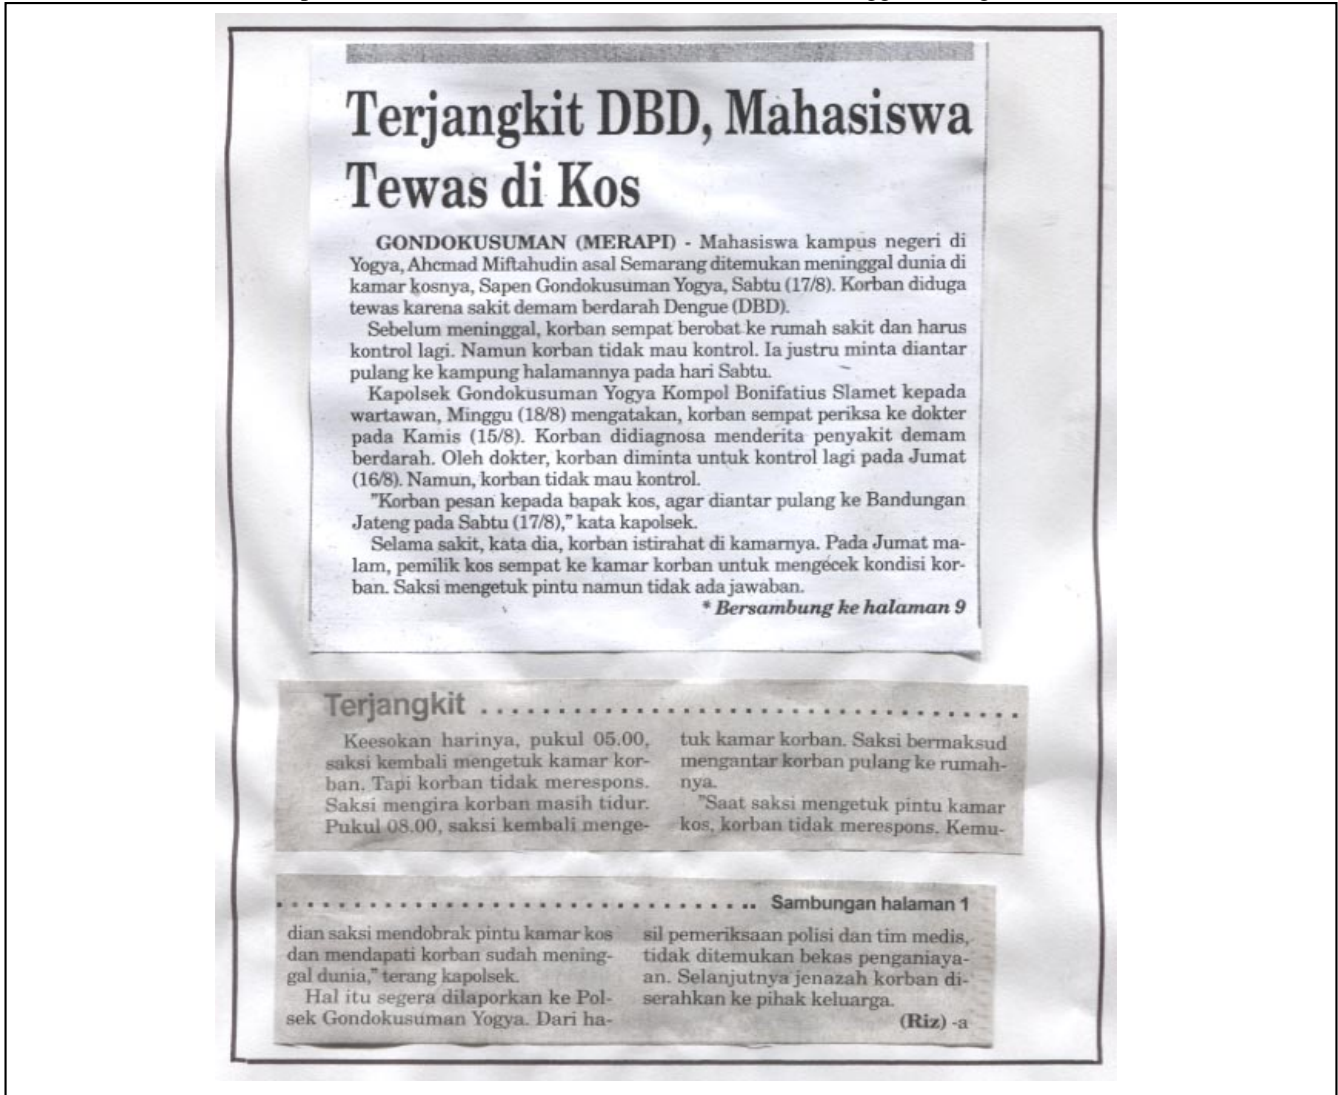 Terjangkit DBD, Mahasiswa
Tewas di Kos
GONDOKUSUMAN (MERAPI) - Mahasiswa kampus negeri di
Yogya, Ahcmad Miftahudin asal Semarang ditemukan meninggal dunia di
kamar kosnya, Sapen Gondokusuman Yogya, Sabtu (17/8). Korban diduga
tewas karena sakit demam berdarah Dengue (DBD).
Sebelum meninggal, korban sempat berobat ke rumah sakit dan harus
kontrol lagi. Namun korban tidak mau kontrol. Ia justru minta diantar
pulang ke kampung halamannya pada hari Sabtu.
Kapolsek Gondokusuman Yogya Kompol Bonifatius Slamet kepada
wartawan, Minggu (18/8) mengatakan, korban sempat periksa ke dokter
pada Kamis (15/8). Korban didiagnosa menderita penyakit demam
berdarah. Oleh dokter, korban diminta untuk kontrol lagi pada Jumat
(16/8). Namun, korban tidak mau kontrol.
"Korban pesan kepada bapak kos, agar diantar pulang ke Bandungan
Jateng pada Sabtu (17/8)," kata kapolsek.
Selama sakit, kata dia, korban istirahat di kamarnya. Pada Jumat ma-
lam, pemilik kos sempat ke kamar korban untuk mengecek kondisi kor-
ban. Saksi mengetuk pintu namun tidak ada jawaban.
* Bersambung ke halaman 9
Terjangkit ...................................
Keesokan harinya, pukul 05.00,
saksi kembali mengetuk kamar kor-
ban. Tapi korban tidak merespons.
Saksi mengira korban masih tidur.
Pukul 08.00, saksi kembali menge-
tuk kamar korban. Saksi bermaksud
mengantar korban pulang ke rumah-
nya.
"Saat saksi mengetuk pintu kamar
kos, korban tidak merespons. Kemu-
................................. Sambungan halaman 1
dian saksi mendobrak pintu kamar kos
dan mendapati korban sudah mening-
gal dunia," terang kapolsek.
Hal itu segera dilaporkan ke Pol-
sek Gondokusuman Yogya. Dari ha-
sil pemeriksaan polisi dan tim medis,
tidak ditemukan bekas penganiaya-
an. Selanjutnya jenazah korban di-
serahkan ke pihak keluarga.
(Riz) -a